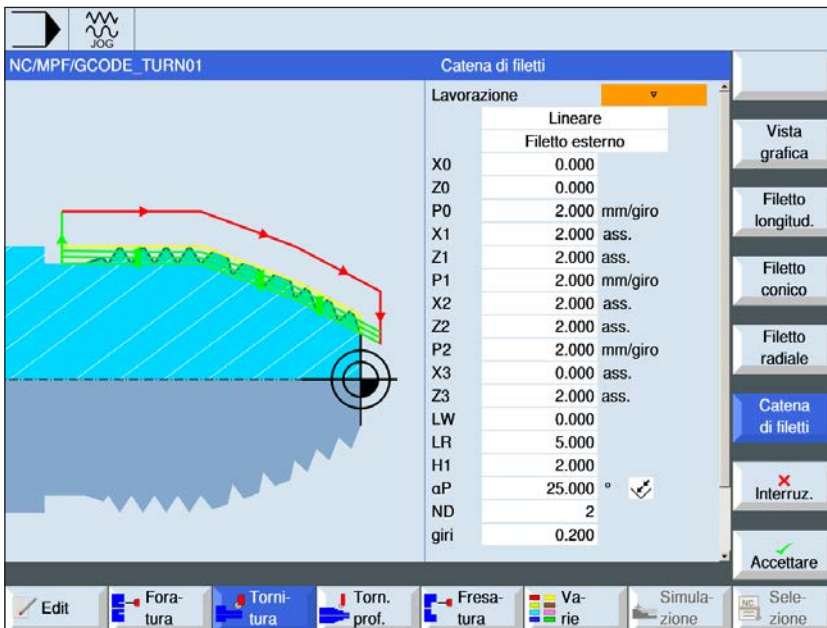 JOG
NC/MPF/GCODE_TURN01
Catena di filetti
Lavorazione
Lineare
Filetto esterno
X0 0.000
Z0 0.000
P0 2.000 mm/giro
X1 2.000 ass.
Z1 2.000 ass.
P1 2.000 mm/giro
X2 2.000 ass.
Z2 2.000 ass.
P2 2.000 mm/giro
X3 0.000 ass.
Z3 2.000 ass.
LW 0.000
LR 5.000
H1 2.000
αP 25.000 °
ND 2
giri 0.200
Vista
grafica
Filetto
longitud.
Filetto
conico
Filetto
radiale
Catena
di filetti
Interruz.
Accettare
Edit
Fora-
tura
Torni-
tura
Torn.
prof.
Fresa-
tura
Va-
rie
Simula-
zione
NC
Sele-
zione